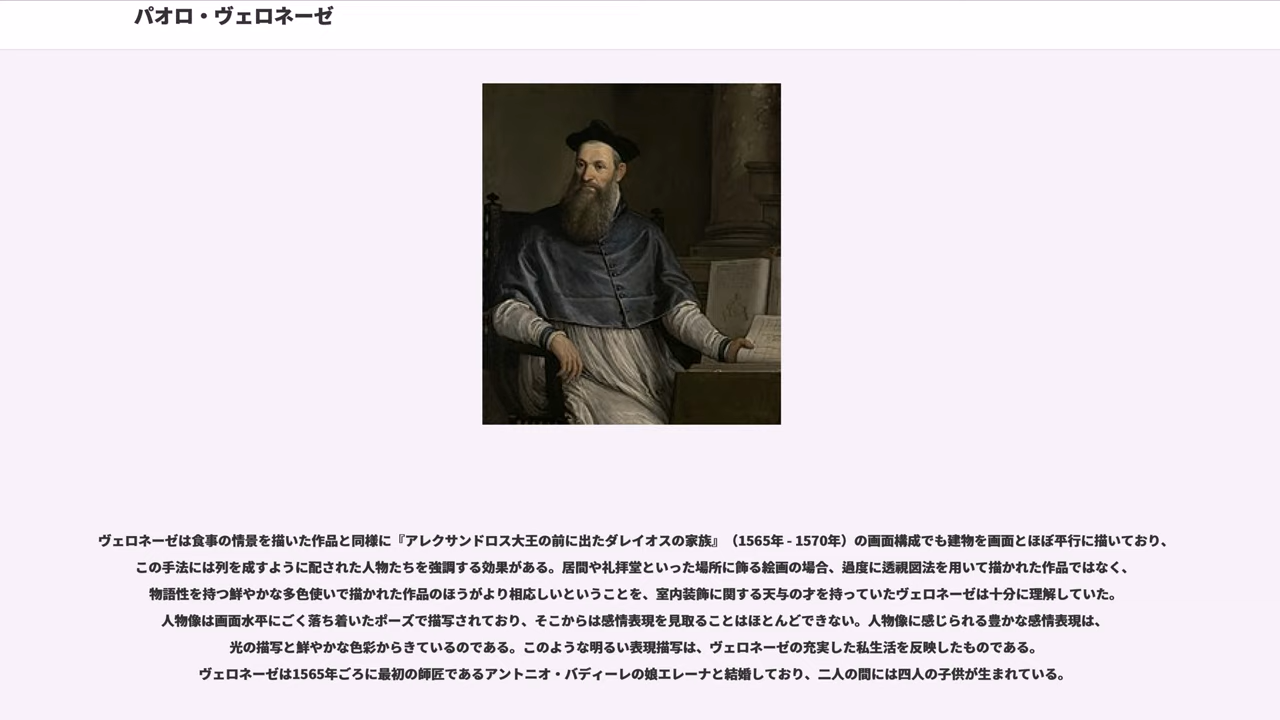 パオロ・ヴェロネーゼ
ヴェロネーゼは食事の情景を描いた作品と同様に『アレクサンドロス大王の前に出たダレイオスの家族』（1565年 - 1570年）の画面構成でも建物を画面とほぼ平行に描いており、
この手法には列を成すように配された人物たちを強調する効果がある。居間や礼拝堂といった場所に飾る絵画の場合、過度に透視図法を用いて描かれた作品ではなく、
物語性を持つ鮮やかな多色使いで描かれた作品のほうがより相応しいということを、室内装飾に関する天与の才を持っていたヴェロネーゼは十分に理解していた。
人物像は画面水平にごく落ち着いたポーズで描写されており、そこからは感情表現を見取ることはほとんどできない。人物像に感じられる豊かな感情表現は、
光の描写と鮮やかな色彩からきているのである。このような明るい表現描写は、ヴェロネーゼの充実した私生活を反映したものである。
ヴェロネーゼは1565年ごろに最初の師匠であるアントニオ・バディーレの娘エレーナと結婚しており、二人の間には四人の子供が生まれている。